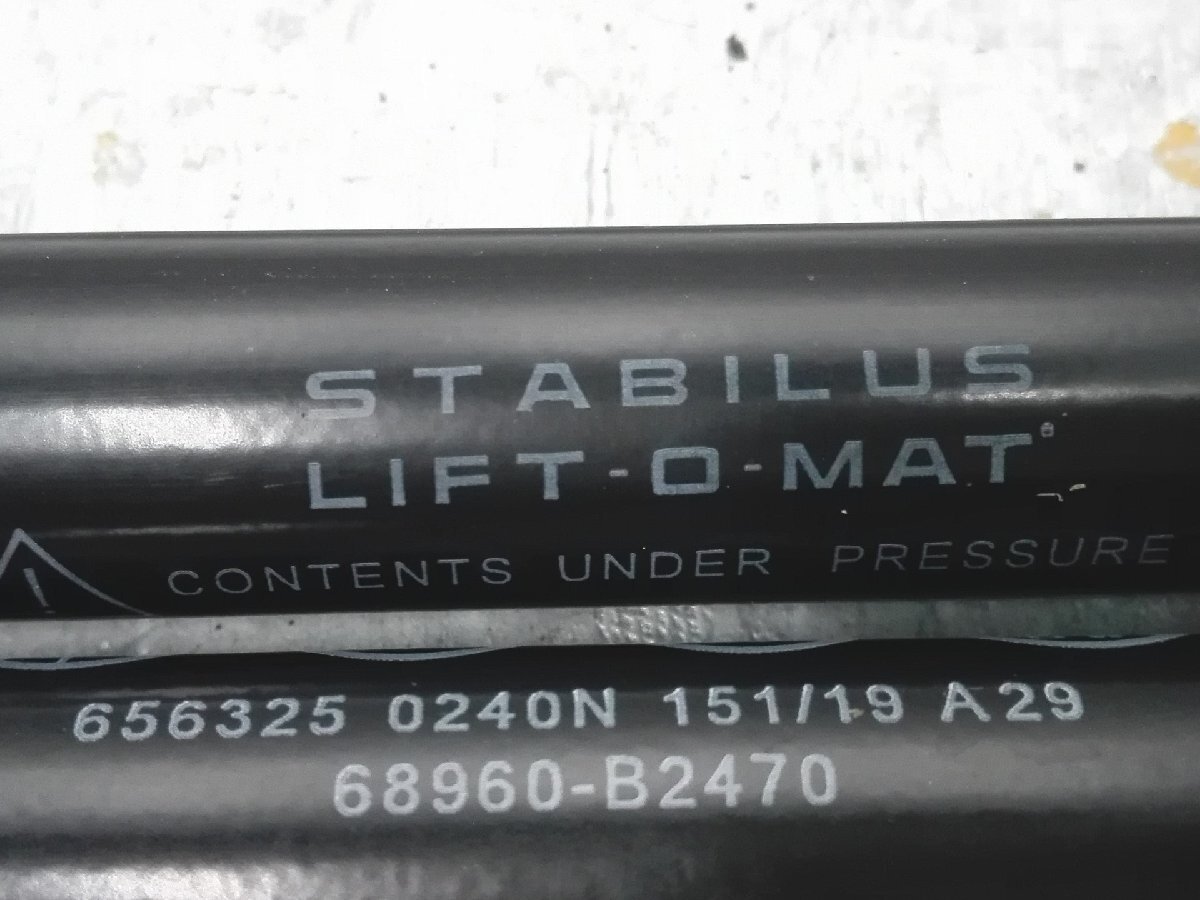 STABILUS
LIFT-O-MAT®
! CONTENTS UNDER PRESSURE
656325 0240N 151/19 A29
68960-B2470